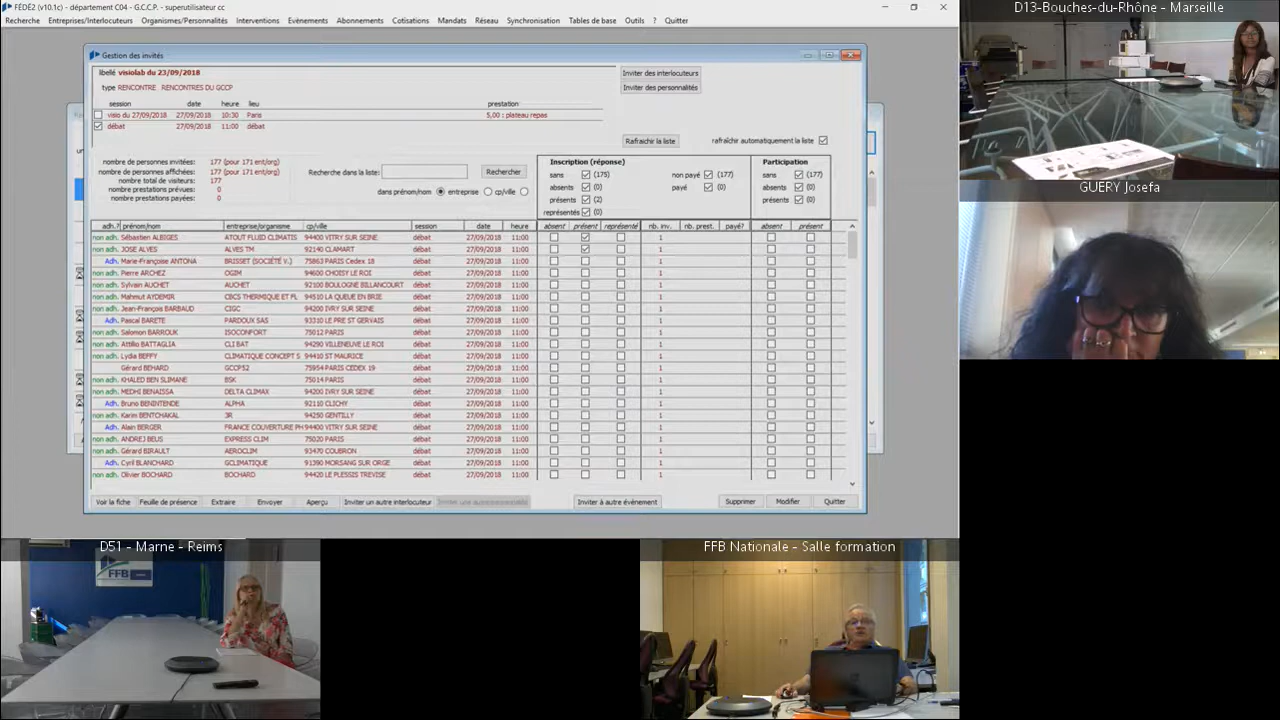 FÉDÉ2 (v10.1c) - département C04 - G.C.C.P. - superutilisateur cc
Recherche Entreprises/Interlocuteurs Organismes/Personnalités Interventions Evénements Abonnements Cotisations Mandats Réseau Synchronisation Tables de base Outils ? Quitter
Gestion des invités
libellé visiolab du 23/09/2018
type RENCONTRE RENCONTRES DU GCCP
Inviter des interlocuteurs
Inviter des personnalités
session date heure lieu prestation
visio du 27/09/2018 27/09/2018 10:30 Paris 5,00 : plateau repas
débat 27/09/2018 11:00 débat
Rafraichir la liste rafraîchir automatiquement la liste
nombre de personnes invitées: 177 (pour 171 ent/org)
nombre de personnes affichées: 177 (pour 171 ent/org)
nombre total de visiteurs: 177
nombre prestations prévues: 0
nombre prestations payées: 0
Recherche dans la liste: Rechercher
dans prénom/nom entreprise cp/ville
Inscription (réponse)
sans (175) non payé (177)
absents (0) payé (0)
présents (2)
représentés (0)
Participation
sans (177)
absents (0)
présents (0)
adh.? prénom/nom entreprise/organisme cp/ville session date heure absent présent représenté nb. inv. nb. prest. payé? absent présent
non adh. Sébastien ALBIGES ATOUT FLUID CLIMATIS 94400 VITRY SUR SEINE débat 27/09/2018 11:00 1
non adh. JOSE ALVES ALVES TM 92140 CLAMART débat 27/09/2018 11:00 1
Adh. Marie-Françoise ANTONA BRISSET (SOCIÉTÉ V.) 75863 PARIS Cedex 18 débat 27/09/2018 11:00 1
non adh. Pierre ARCHEZ OGIM 94600 CHOISY LE ROI débat 27/09/2018 11:00 1
non adh. Sylvain AUCHET AUCHET 92100 BOULOGNE BILLANCOURT débat 27/09/2018 11:00 1
non adh. Mahmut AYDEMIR CBCS THERMIQUE ET PL 94510 LA QUEUE EN BRIE débat 27/09/2018 11:00 1
non adh. Jean-François BARBAUD CIGC 94200 IVRY SUR SEINE débat 27/09/2018 11:00 1
Adh. Pascal BARETE PARDOUX SAS 93310 LE PRE ST GERVAIS débat 27/09/2018 11:00 1
non adh. Salomon BARROUK ISOCONFORT 75012 PARIS débat 27/09/2018 11:00 1
non adh. Attilio BATTAGLIA CLI BAT 94290 VILLENEUVE LE ROI débat 27/09/2018 11:00 1
non adh. Lydia BEFFY CLIMATIQUE CONCEPT S 94410 ST MAURICE débat 27/09/2018 11:00 1
Gérard BEHARD GCCP52 75954 PARIS CEDEX 19 débat 27/09/2018 11:00 1
non adh. KHALED BEN SLIMANE BSK 75014 PARIS débat 27/09/2018 11:00 1
non adh. MEDHI BENAISSA DELTA CLIMAX 94200 IVRY SUR SEINE débat 27/09/2018 11:00 1
Adh. Bruno BENINTENDE ALPHA 92110 CLICHY débat 27/09/2018 11:00 1
non adh. Karim BENTCHAKAL 3R 94250 GENTILLY débat 27/09/2018 11:00 1
Adh. Alain BERGER FRANCE COUVERTURE PH 94400 VITRY SUR SEINE débat 27/09/2018 11:00 1
non adh. ANDREJ BEUS EXPRESS CLIM 75020 PARIS débat 27/09/2018 11:00 1
non adh. Gérard BIRAULT AEROCLIM 93470 COUBRON débat 27/09/2018 11:00 1
Adh. Cyril BLANCHARD GCLIMATIQUE 91390 MORSANG SUR ORGE débat 27/09/2018 11:00 1
non adh. Olivier BOCHARD BOCHARD 94420 LE PLESSIS TREVISE débat 27/09/2018 11:00 1
Voir la fiche Feuille de présence Extraire Envoyer Aperçu Inviter un autre interlocuteur Inviter à autre évènement Supprimer Modifier Quitter
D13-Bouches-du-Rhône - Marseille
GUERY Josefa
D51 - Marne - Reims
FFB
FFB Nationale - Salle formation